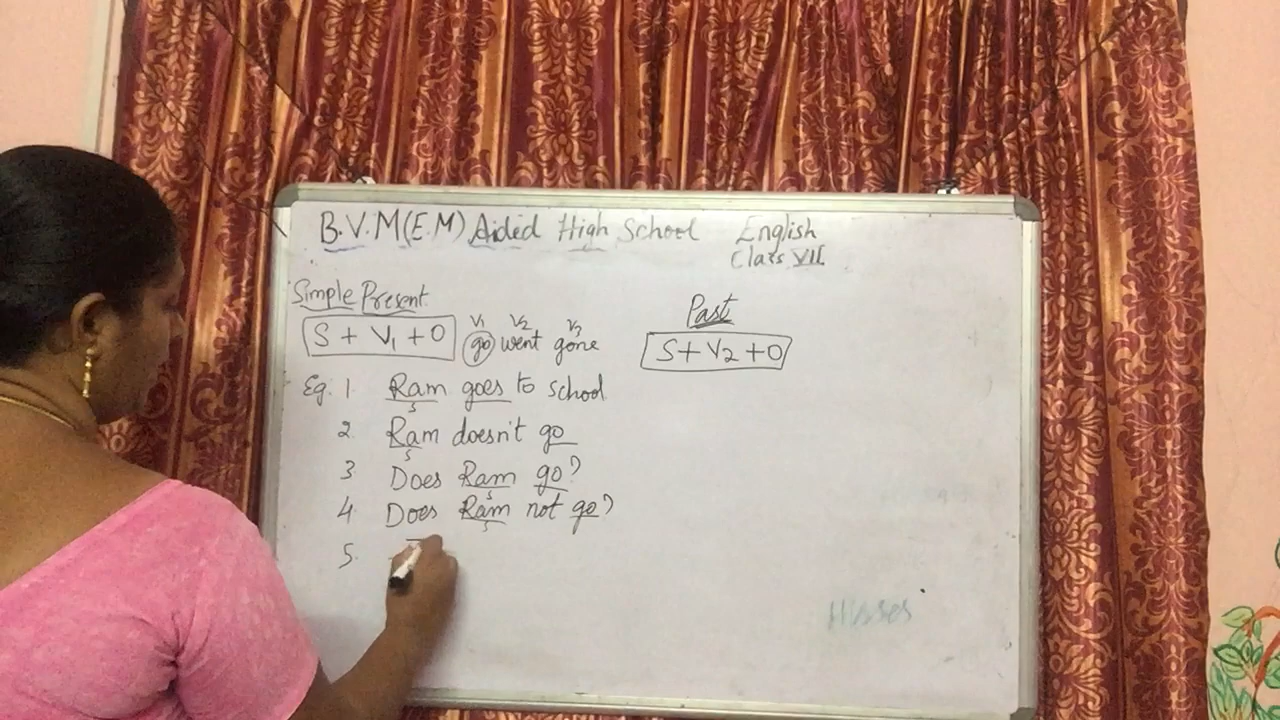 B.V.M(E.M) Aided High School English
Class VII
Simple Present
S + V1 + O
V1 V2 V3
go went gone
Past
S + V2 + O
Eg. 1 Ram goes to school
S
2. Ram doesn't go
S
3 Does Ram go?
S
4 Does Ram not go?
S
5.